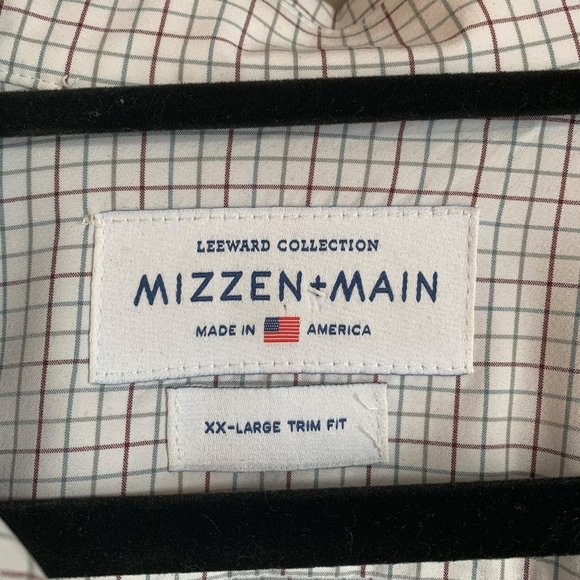 LEEWARD COLLECTION
MIZZEN+MAIN
MADE IN AMERICA
XX-LARGE TRIM FIT